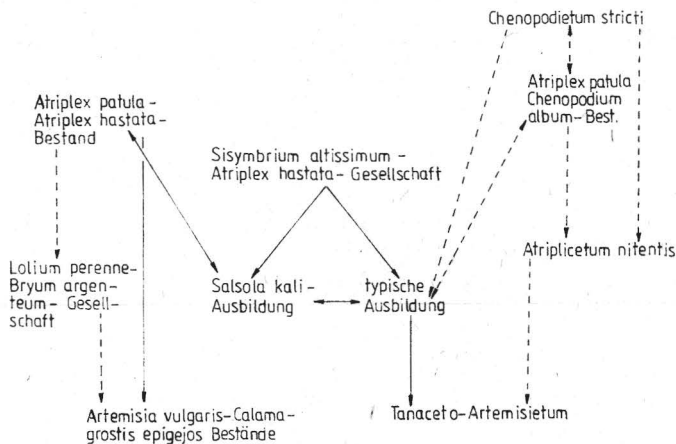 Chenopodietum stricti
Atriplex patula -
Atriplex hastata-
Bestand
Atriplex patula
Chenopodium
album-Best.
Sisymbrium altissimum -
Atriplex hastata- Gesellschaft
Lolium perenne-
Bryum argen-
teum- Gesell-
schaft
Salsola kali-
Ausbildung
typische
Ausbildung
Atriplicetum nitentis
Artemisia vulgaris-Calama-
grostis epigejos Bestände
Tanaceto-Artemisietum